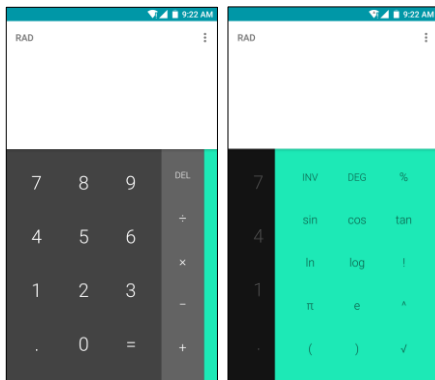 9:22 AM
RAD
7 8 9 DEL
÷
4 5 6
×
1 2 3
−
. 0 = +
9:22 AM
RAD
7 INV DEG %
4 sin cos tan
1 ln log !
π e ^
. ( ) √